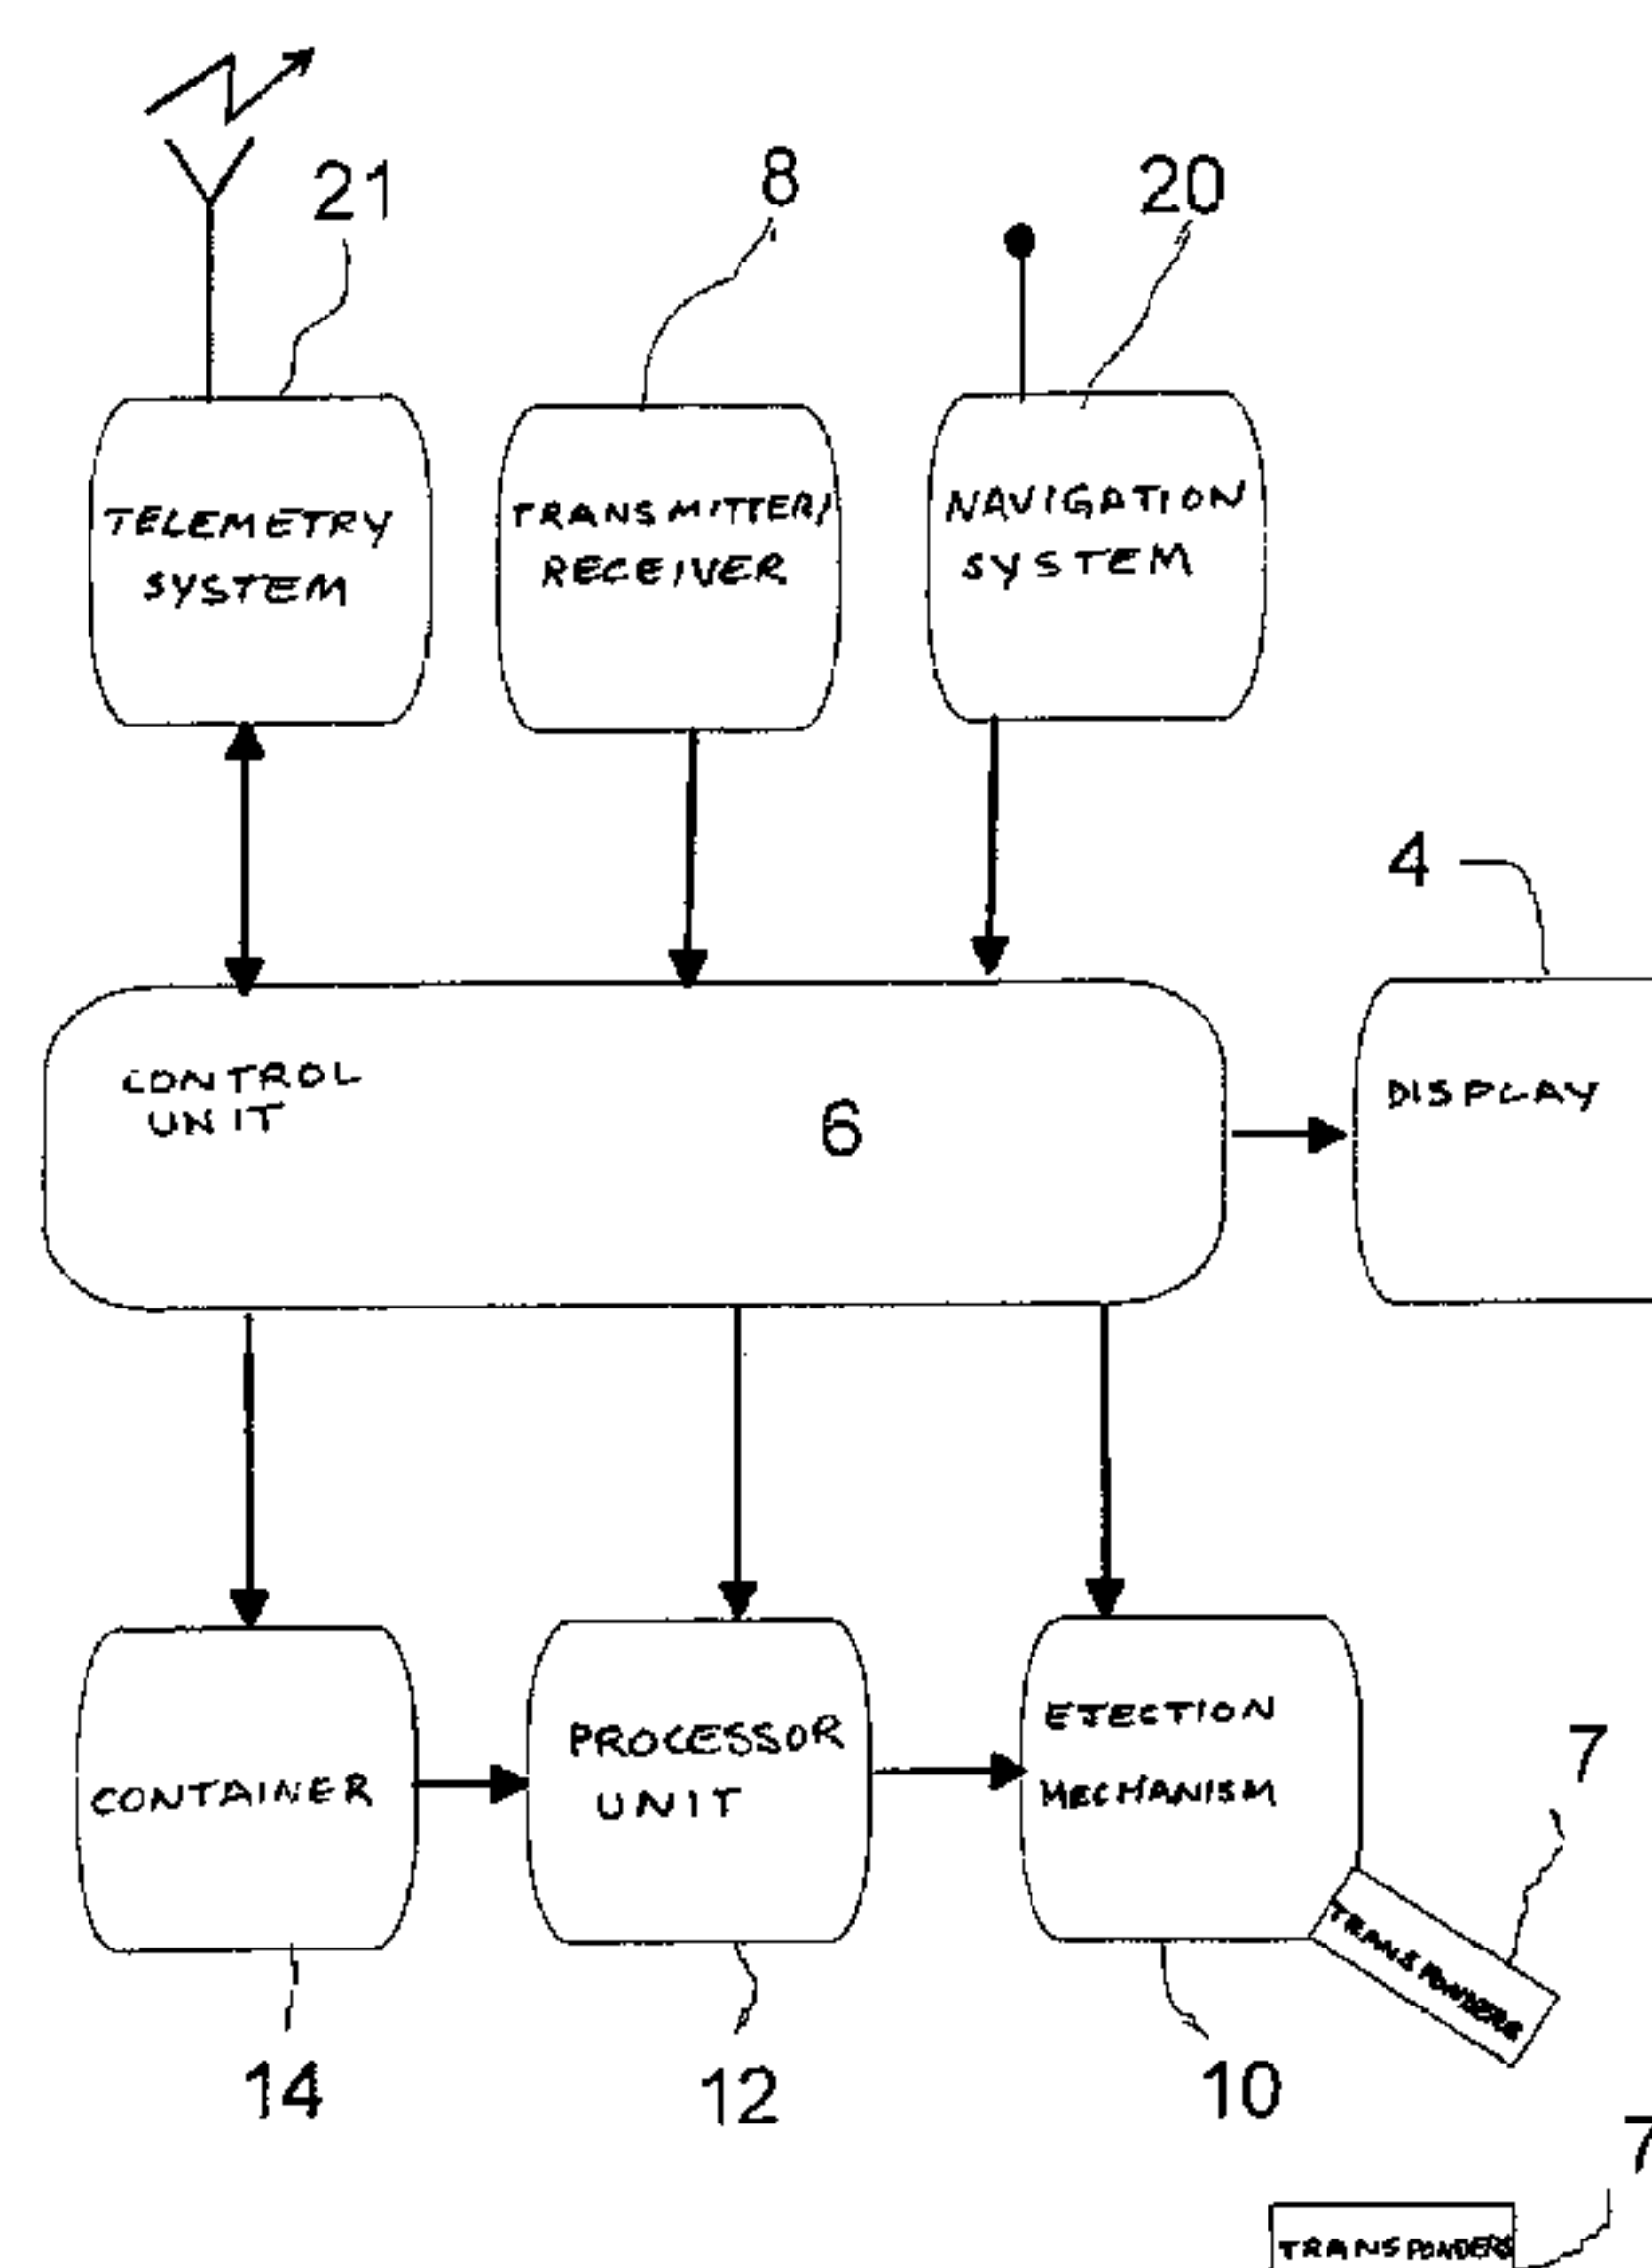 21
8
20
TELEMETRY
SYSTEM
TRANSMITTER/
RECEIVER
NAVIGATION
SYSTEM
4
CONTROL
UNIT
6
DISPLAY
CONTAINER
PROCESSOR
UNIT
EJECTION
MECHANISM
7
TRANSPONDERS
14
12
10
7
TRANSPONDERS